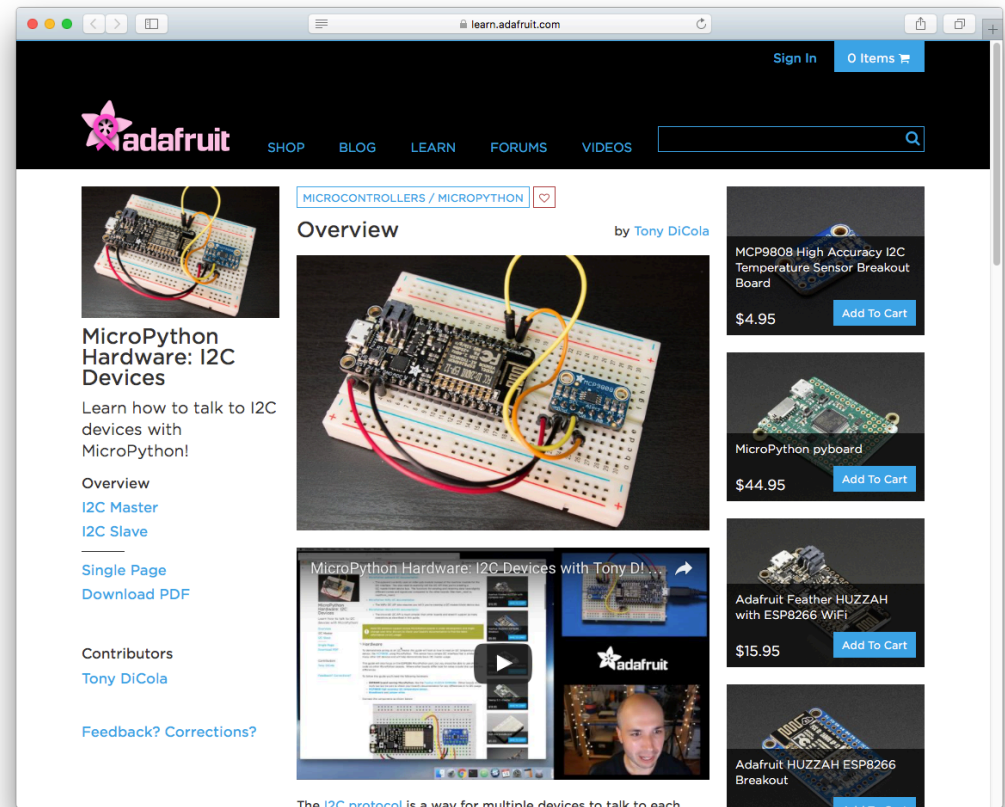 learn.adafruit.com
Sign In
0 Items
adafruit
SHOP
BLOG
LEARN
FORUMS
VIDEOS
MicroPython
Hardware: I2C
Devices
Learn how to talk to I2C
devices with
MicroPython!
Overview
I2C Master
I2C Slave
Single Page
Download PDF
Contributors
Tony DiCola
Feedback? Corrections?
MICROCONTROLLERS / MICROPYTHON
Overview
by Tony DiCola
MCP9808
MicroPython Hardware: I2C Devices with Tony D! ...
adafruit
The I2C protocol is a way for multiple devices to talk to each
MCP9808 High Accuracy I2C
Temperature Sensor Breakout
Board
$4.95
Add To Cart
MicroPython pyboard
$44.95
Add To Cart
Adafruit Feather HUZZAH
with ESP8266 WiFi
$15.95
Add To Cart
Adafruit HUZZAH ESP8266
Breakout